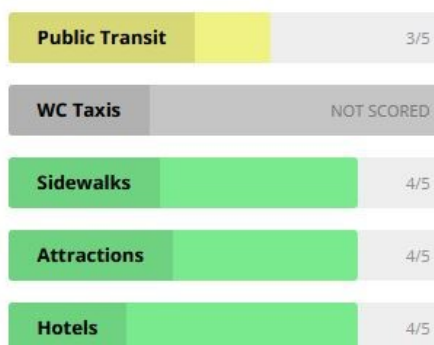 Public Transit 3/5
WC Taxis NOT SCORED
Sidewalks 4/5
Attractions 4/5
Hotels 4/5